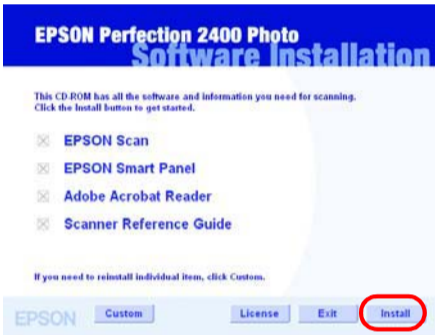 EPSON Perfection 2400 Photo
Software Installation
This CD-ROM has all the software and information you need for scanning.
Click the Install button to get started.
EPSON Scan
EPSON Smart Panel
Adobe Acrobat Reader
Scanner Reference Guide
If you need to reinstall individual item, click Custom.
EPSON Custom License Exit Install